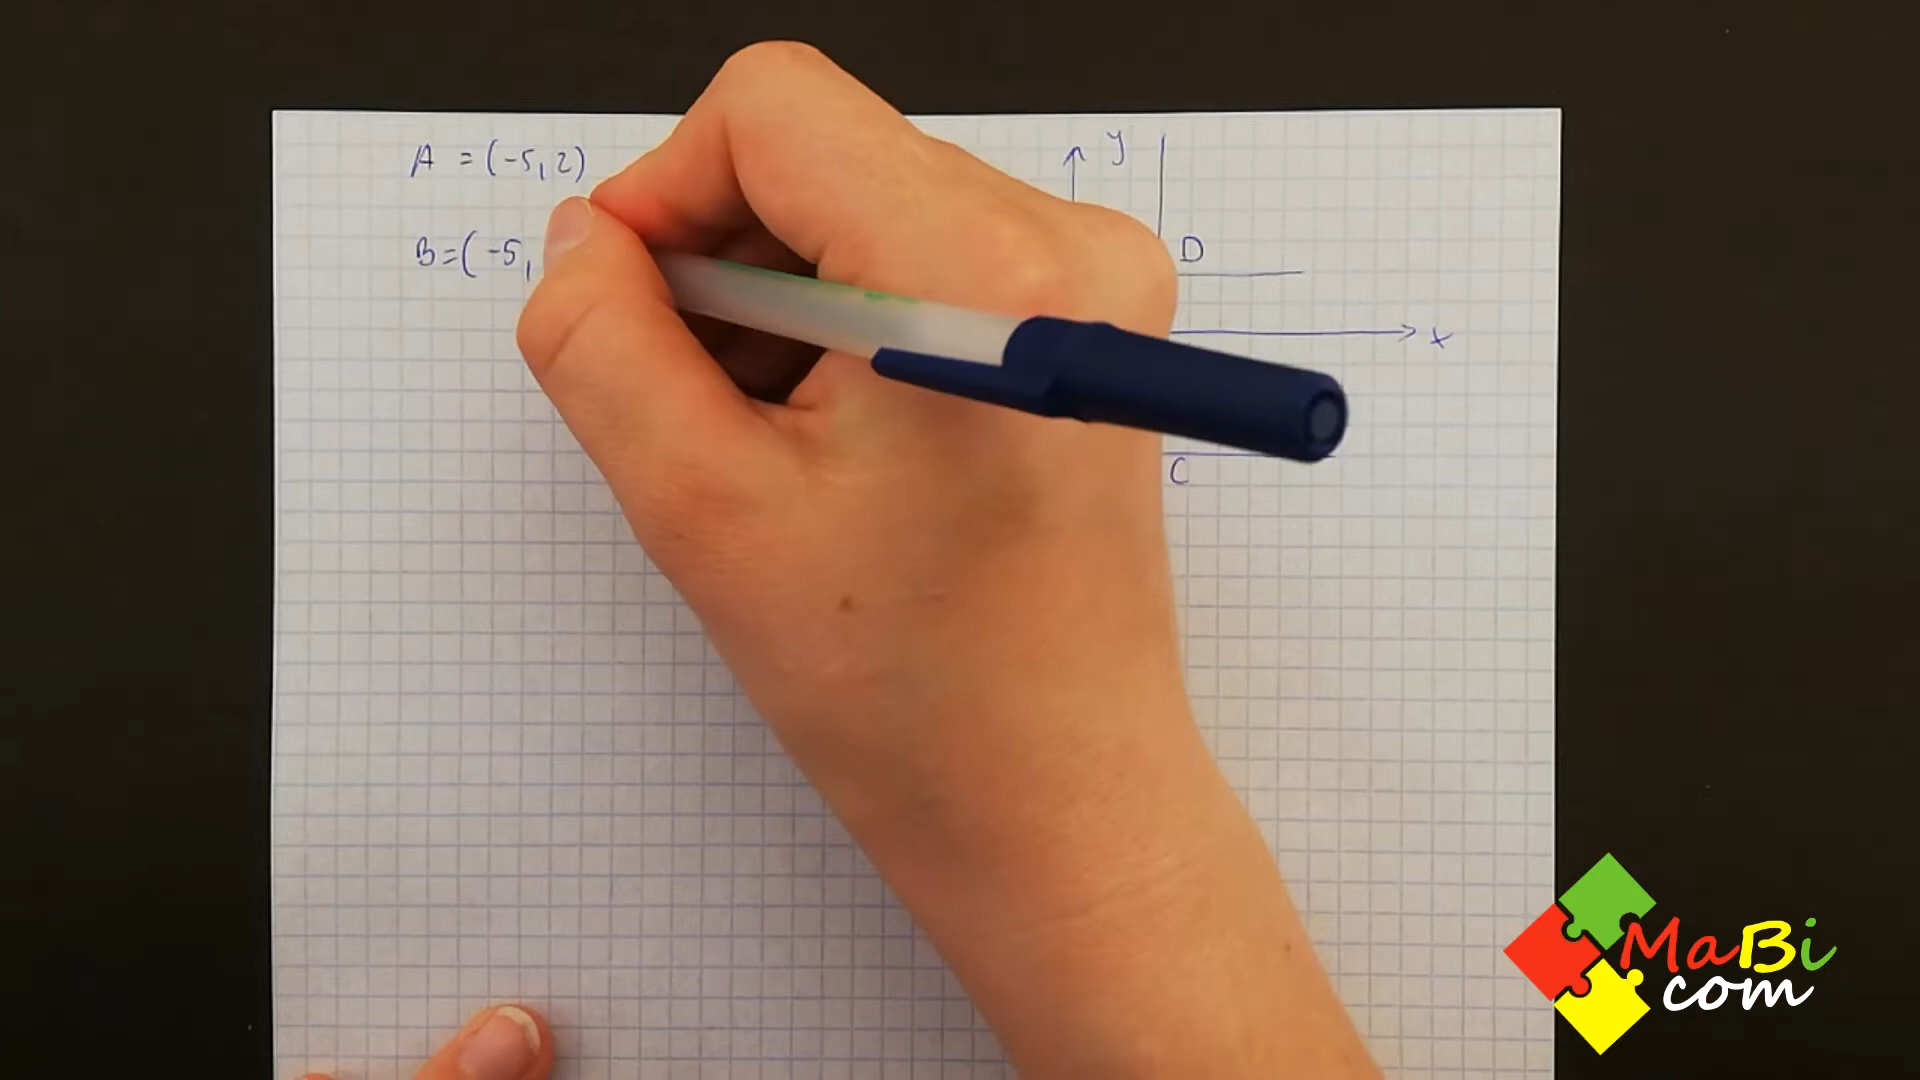 A = (-5, 2)
y
B = ( -5,
D
x
C
MaBi
com